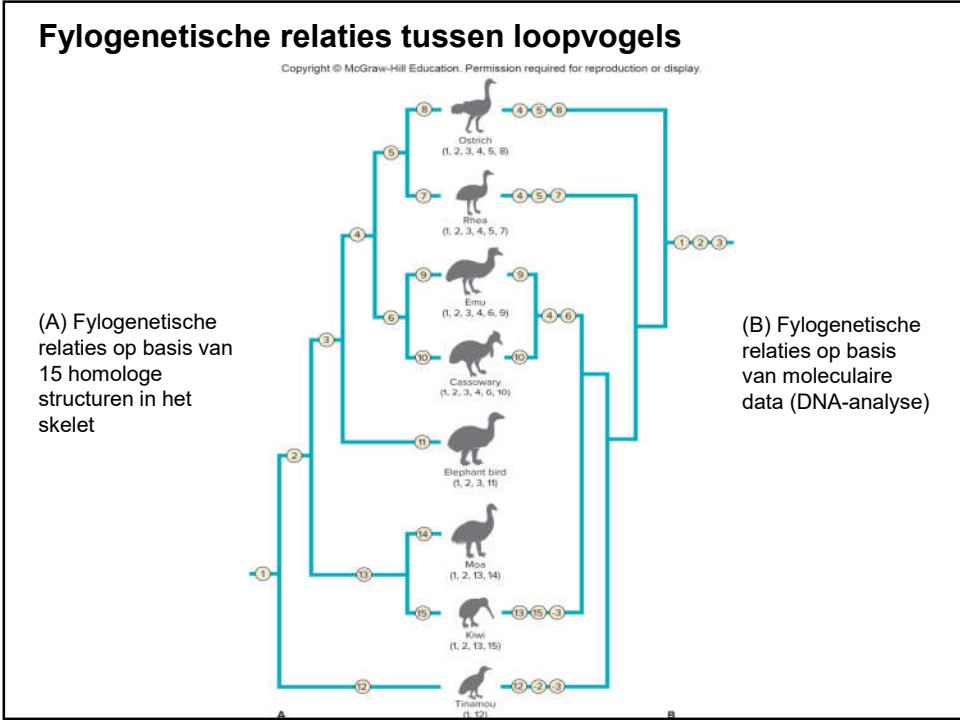 Fylogenetische relaties tussen loopvogels
Copyright © McGraw-Hill Education. Permission required for reproduction or display.
8
4 5 8
Ostrich
(1, 2, 3, 4, 5, 8)
5
7
4 5 7
Rhea
(1, 2, 3, 4, 5, 7)
4
1 2 3
9
9
Emu
(1, 2, 3, 4, 6, 9)
6
4 6
(A) Fylogenetische
relaties op basis van
15 homologe
structuren in het
skelet
3
10
10
Cassowary
(1, 2, 3, 4, 6, 10)
(B) Fylogenetische
relaties op basis
van moleculaire
data (DNA-analyse)
11
Elephant bird
(1, 2, 3, 11)
2
14
Moa
(1, 2, 13, 14)
1
13
15
13 15 -3
Kiwi
(1, 2, 13, 15)
12
12 -2 -3
Tinamou
(1, 12)
A
B